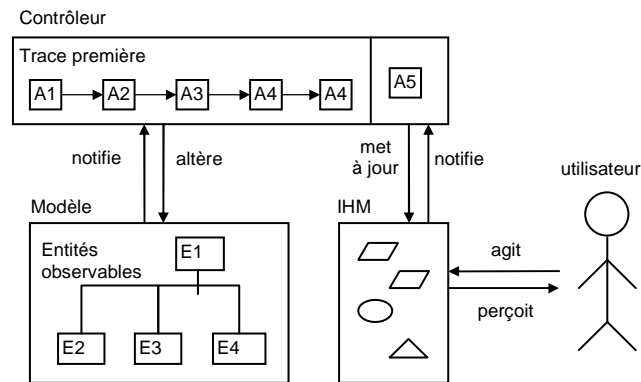 Contrôleur
Trace première
A1 A2 A3 A4 A4 A5
notifie altère met à jour notifie
utilisateur
Modèle IHM
Entités observables
E1
agit
perçoit
E2 E3 E4